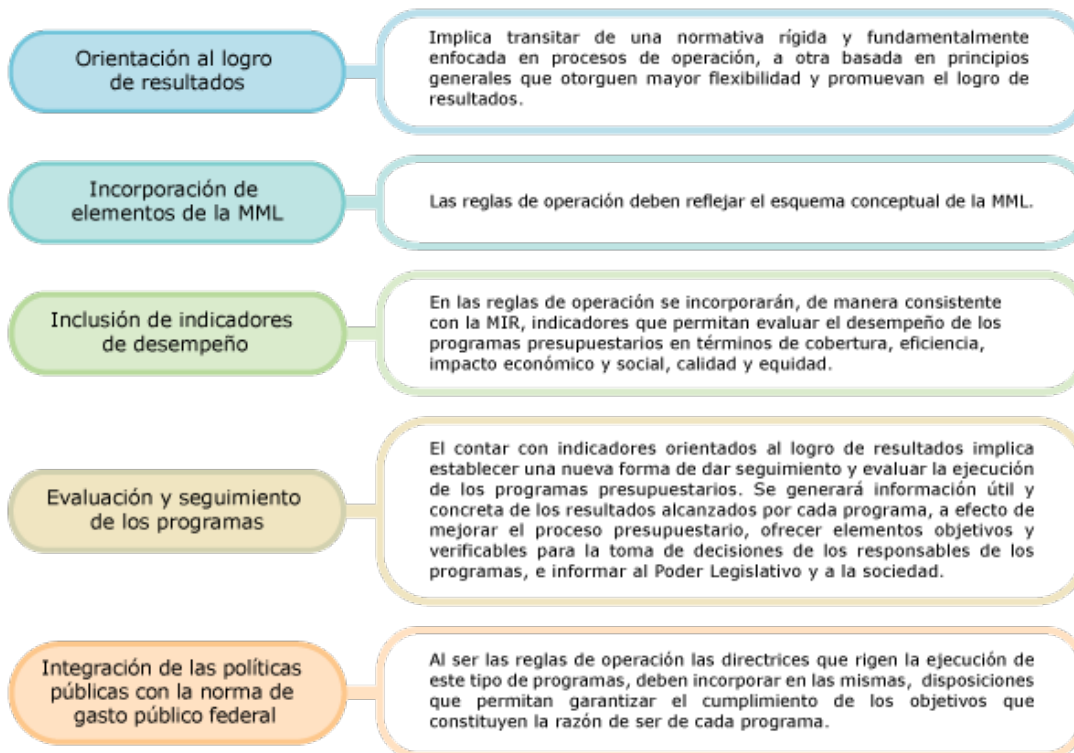 Orientación al logro
de resultados
Implica transitar de una normativa rígida y fundamentalmente
enfocada en procesos de operación, a otra basada en principios
generales que otorguen mayor flexibilidad y promuevan el logro de
resultados.
Incorporación de
elementos de la MML
Las reglas de operación deben reflejar el esquema conceptual de la MML.
Inclusión de indicadores
de desempeño
En las reglas de operación se incorporarán, de manera consistente
con la MIR, indicadores que permitan evaluar el desempeño de los
programas presupuestarios en términos de cobertura, eficiencia,
impacto económico y social, calidad y equidad.
Evaluación y seguimiento
de los programas
El contar con indicadores orientados al logro de resultados implica
establecer una nueva forma de dar seguimiento y evaluar la ejecución
de los programas presupuestarios. Se generará información útil y
concreta de los resultados alcanzados por cada programa, a efecto de
mejorar el proceso presupuestario, ofrecer elementos objetivos y
verificables para la toma de decisiones de los responsables de los
programas, e informar al Poder Legislativo y a la sociedad.
Integración de las políticas
públicas con la norma de
gasto público federal
Al ser las reglas de operación las directrices que rigen la ejecución de
este tipo de programas, deben incorporar en las mismas, disposiciones
que permitan garantizar el cumplimiento de los objetivos que
constituyen la razón de ser de cada programa.